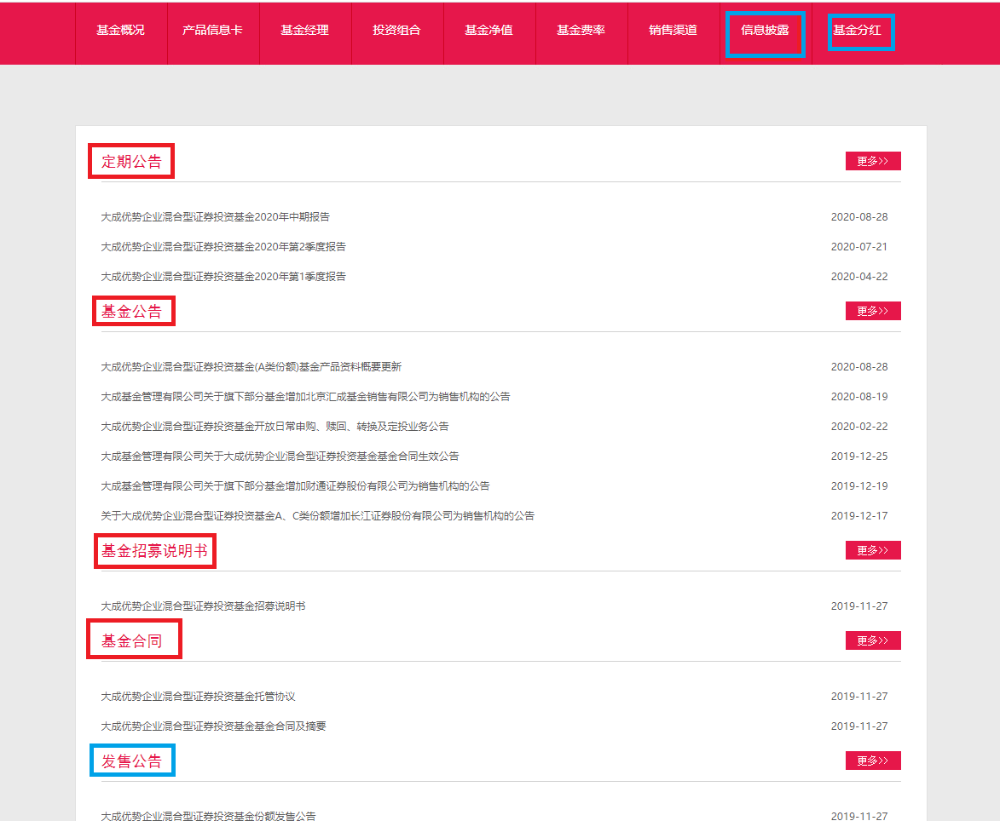 基金概况 产品信息卡 基金经理 投资组合 基金净值 基金费率 销售渠道 信息披露 基金分红
定期公告 更多>>
大成优势企业混合型证券投资基金2020年中期报告 2020-08-28
大成优势企业混合型证券投资基金2020年第2季度报告 2020-07-21
大成优势企业混合型证券投资基金2020年第1季度报告 2020-04-22
基金公告 更多>>
大成优势企业混合型证券投资基金(A类份额)基金产品资料概要更新 2020-08-28
大成基金管理有限公司关于旗下部分基金增加北京汇成基金销售有限公司为销售机构的公告 2020-08-19
大成优势企业混合型证券投资基金开放日常申购、赎回、转换及定投业务公告 2020-02-22
大成基金管理有限公司关于大成优势企业混合型证券投资基金基金合同生效公告 2019-12-25
大成基金管理有限公司关于旗下部分基金增加财通证券股份有限公司为销售机构的公告 2019-12-19
关于大成优势企业混合型证券投资基金A、C类份额增加长江证券股份有限公司为销售机构的公告 2019-12-17
基金招募说明书 更多>>
大成优势企业混合型证券投资基金招募说明书 2019-11-27
基金合同 更多>>
大成优势企业混合型证券投资基金托管协议 2019-11-27
大成优势企业混合型证券投资基金基金合同及摘要 2019-11-27
发售公告 更多>>
大成优势企业混合型证券投资基金份额发售公告 2019-11-27